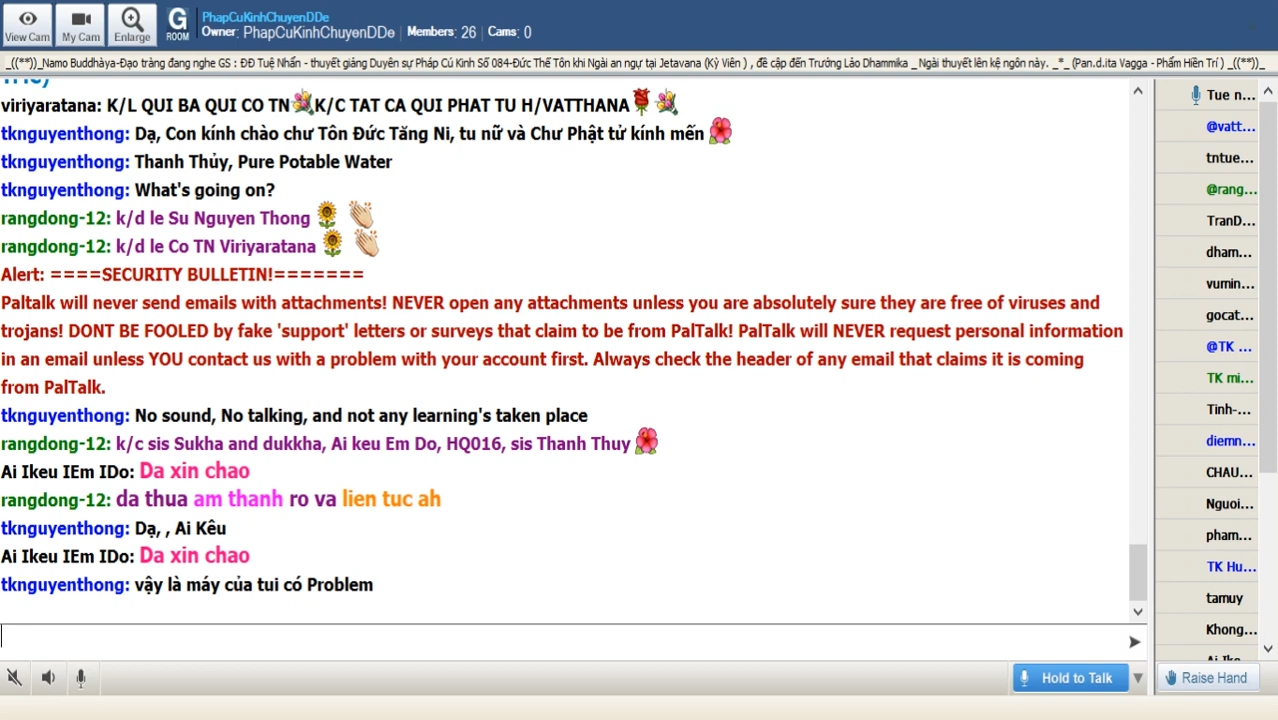 View Cam
My Cam
Enlarge
G
ROOM
PhapCuKinhChuyenDDe
Owner: PhapCuKinhChuyenDDe Members: 26 Cams: 0
_((**))_Namo Buddhàya-Đạo tràng đang nghe GS : ĐĐ Tuệ Nhẫn - thuyết giảng Duyên sự Pháp Cú Kinh Số 084-Đức Thế Tôn khi Ngài an ngự tại Jetavana (Kỳ Viên ) , đề cập đến Trưởng Lảo Dhammika _ Ngài thuyết lên kệ ngôn này. _*_ (Pan.d.ita Vagga - Phẩm Hiền Trí ) _((**))_
viriyaratana: K/L QUI BA QUI CO TN K/C TAT CA QUI PHAT TU H/VATTHANA
tknguyenthong: Dạ, Con kính chào chư Tôn Đức Tăng Ni, tu nữ và Chư Phật tử kính mến
tknguyenthong: Thanh Thủy, Pure Potable Water
tknguyenthong: What's going on?
rangdong-12: k/d le Su Nguyen Thong
rangdong-12: k/d le Co TN Viriyaratana
Alert: ====SECURITY BULLETIN!=======
Paltalk will never send emails with attachments! NEVER open any attachments unless you are absolutely sure they are free of viruses and
trojans! DONT BE FOOLED by fake 'support' letters or surveys that claim to be from PalTalk! PalTalk will NEVER request personal information
in an email unless YOU contact us with a problem with your account first. Always check the header of any email that claims it is coming
from PalTalk.
tknguyenthong: No sound, No talking, and not any learning's taken place
rangdong-12: k/c sis Sukha and dukkha, Ai keu Em Do, HQ016, sis Thanh Thuy
Ai Ikeu IEm IDo: Da xin chao
rangdong-12: da thua am thanh ro va lien tuc ah
tknguyenthong: Dạ, , Ai Kêu
Ai Ikeu IEm IDo: Da xin chao
tknguyenthong: vậy là máy của tui có Problem
Hold to Talk
Tue n...
@vatt...
tntue...
@rang...
TranD...
dham...
vumin...
gocat...
@TK ...
TK mi...
Tinh-...
diemn...
CHAU...
Nguoi...
pham...
TK Hu...
tamuy
Khong...
Raise Hand